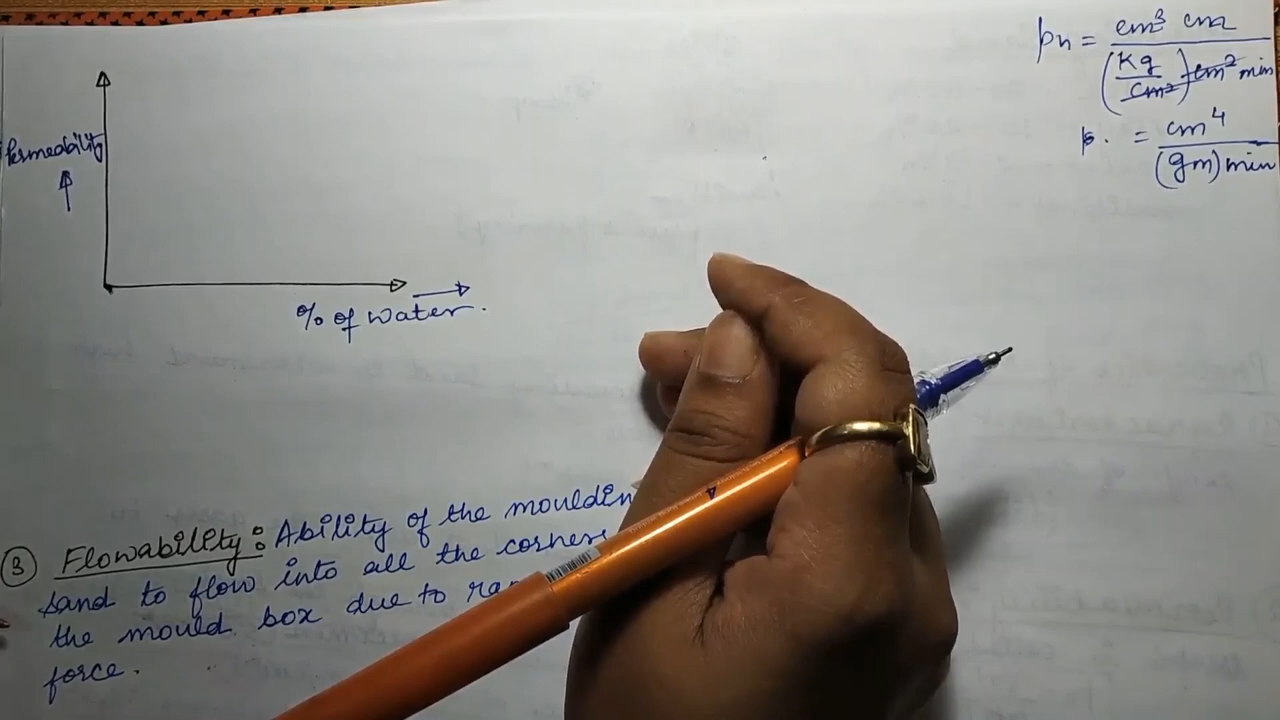 pn = cm³ cm / (kg/cm²) cm² min
p. = cm⁴ / (gm) min
Permeability
% of water.
③ Flowability: Ability of the mouldin
sand to flow into all the corners
the mould box due to ra
force.